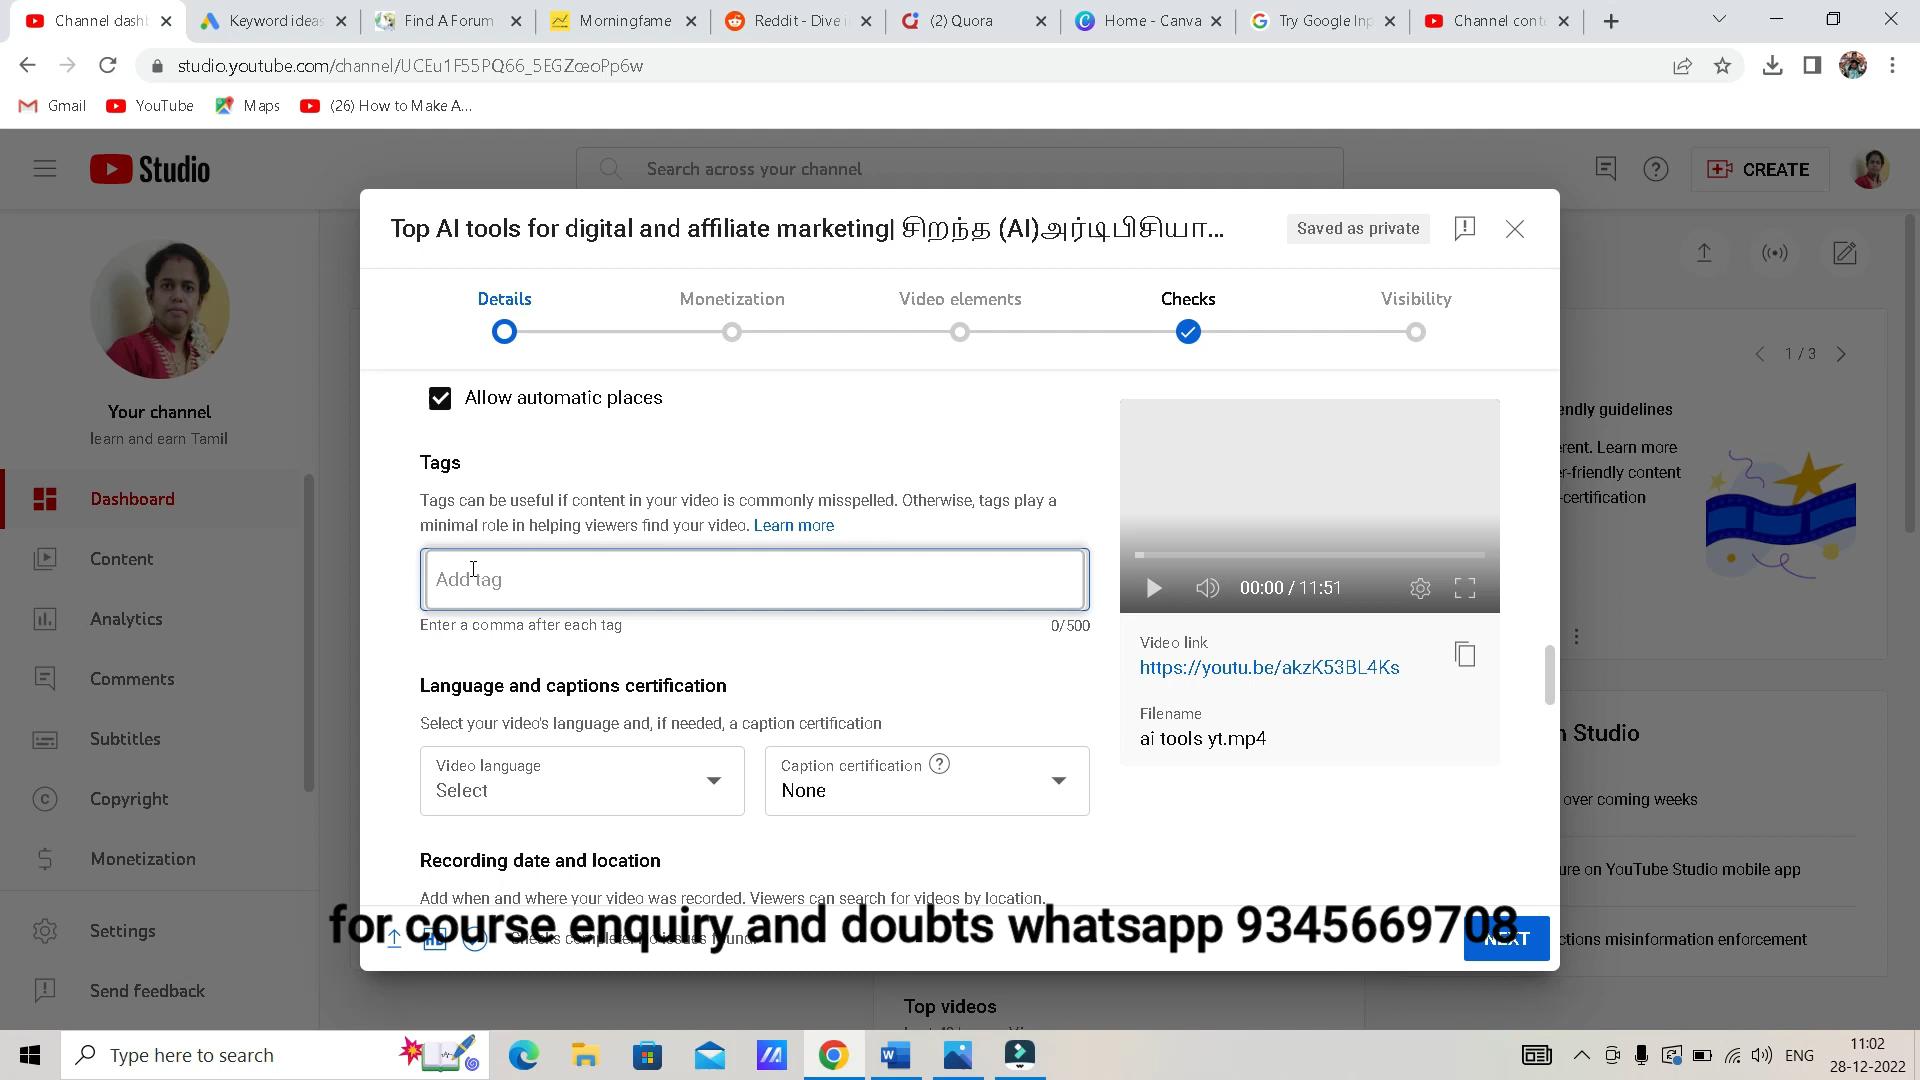 Channel dash
Keyword ideas
Find A Forum
Morningfame
Reddit - Dive i
(2) Quora
Home - Canva
Try Google Inp
Channel cont
studio.youtube.com/channel/UCEu1F55PQ66_5EGZœoPp6w
Gmail
YouTube
Maps
(26) How to Make A...
Studio
Search across your channel
CREATE
Top AI tools for digital and affiliate marketing| சிறந்த (AI)அர்டிபிசியா...
Saved as private
Details
Monetization
Video elements
Checks
Visibility
Your channel
learn and earn Tamil
Dashboard
Content
Analytics
Comments
Subtitles
Copyright
Monetization
Settings
Send feedback
Allow automatic places
Tags
Tags can be useful if content in your video is commonly misspelled. Otherwise, tags play a
minimal role in helping viewers find your video. Learn more
Add tag
Enter a comma after each tag
0/500
Language and captions certification
Select your video's language and, if needed, a caption certification
Video language
Select
Caption certification
None
Recording date and location
Add when and where your video was recorded. Viewers can search for videos by location.
for course enquiry and doubts whatsapp 9345669708
Checks complete. No issues found.
NEXT
00:00 / 11:51
Video link
https://youtu.be/akzK53BL4Ks
Filename
ai tools yt.mp4
1 / 3
endly guidelines
erent. Learn more
er-friendly content
-certification
n Studio
over coming weeks
ure on YouTube Studio mobile app
ctions misinformation enforcement
Top videos
Type here to search
ENG
11:02
28-12-2022